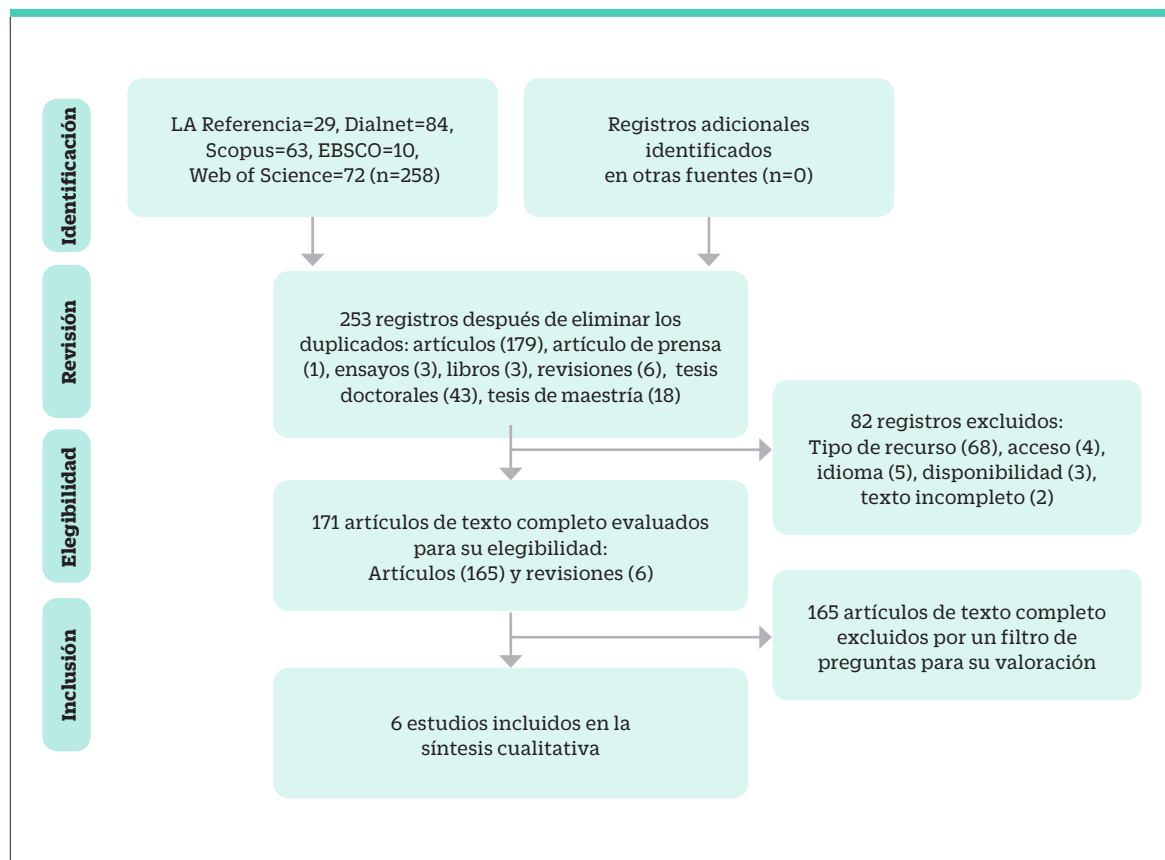 Identificación
LA Referencia=29, Dialnet=84,
Scopus=63, EBSCO=10,
Web of Science=72 (n=258)
Registros adicionales
identificados
en otras fuentes (n=0)
Revisión
253 registros después de eliminar los
duplicados: artículos (179), artículo de prensa
(1), ensayos (3), libros (3), revisiones (6), tesis
doctorales (43), tesis de maestría (18)
82 registros excluidos:
Tipo de recurso (68), acceso (4),
idioma (5), disponibilidad (3),
texto incompleto (2)
Elegibilidad
171 artículos de texto completo evaluados
para su elegibilidad:
Artículos (165) y revisiones (6)
165 artículos de texto completo
excluidos por un filtro de
preguntas para su valoración
Inclusión
6 estudios incluidos en la
síntesis cualitativa